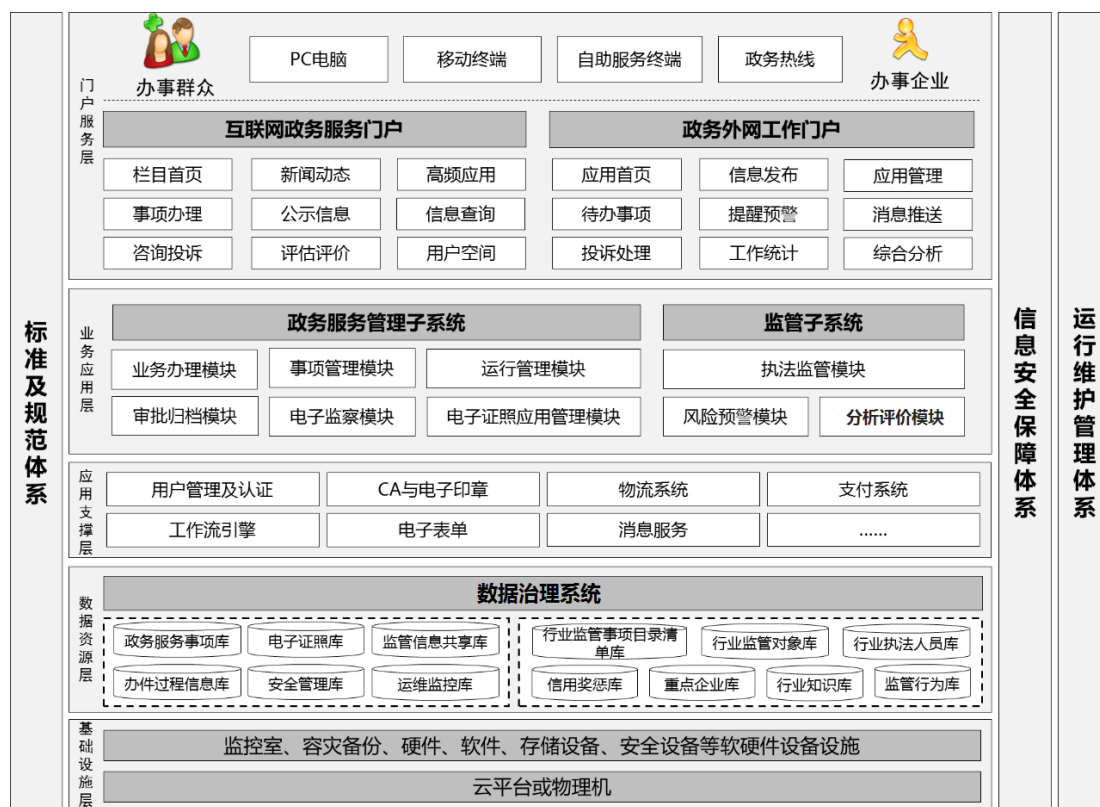 标准及规范体系
门户服务层
办事群众
PC电脑
移动终端
自助服务终端
政务热线
办事企业
互联网政务服务门户
政务外网工作门户
栏目首页
新闻动态
高频应用
应用首页
信息发布
应用管理
事项办理
公示信息
信息查询
待办事项
提醒预警
消息推送
咨询投诉
评估评价
用户空间
投诉处理
工作统计
综合分析
业务应用层
政务服务管理子系统
监管子系统
业务办理模块
事项管理模块
运行管理模块
执法监管模块
审批归档模块
电子监察模块
电子证照应用管理模块
风险预警模块
分析评价模块
应用支撑层
用户管理及认证
CA与电子印章
物流系统
支付系统
工作流引擎
电子表单
消息服务
......
数据资源层
数据治理系统
政务服务事项库
电子证照库
监管信息共享库
行业监管事项目录清
单库
行业监管对象库
行业执法人员库
办件过程信息库
安全管理库
运维监控库
信用奖惩库
重点企业库
行业知识库
监管行为库
基础设施层
监控室、容灾备份、硬件、软件、存储设备、安全设备等软硬件设备设施
云平台或物理机
信息安全保障体系
运行维护管理体系